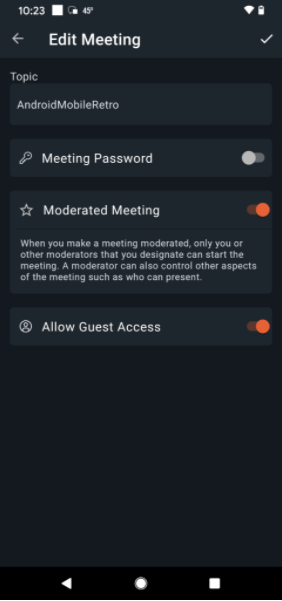 10:23 45°
Edit Meeting
Topic
AndroidMobileRetro
Meeting Password
Moderated Meeting
When you make a meeting moderated, only you or
other moderators that you designate can start the
meeting. A moderator can also control other aspects
of the meeting such as who can present.
Allow Guest Access